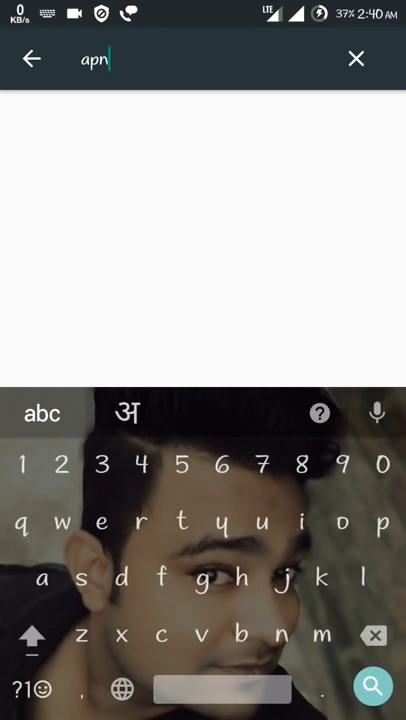 0 KB/s LTE 37% 2:40 AM
apn
abc अ ?
1 2 3 4 5 6 7 8 9 0
q w e r t y u i o p
a s d f g h j k l
z x c v b n m
?1☺ , .